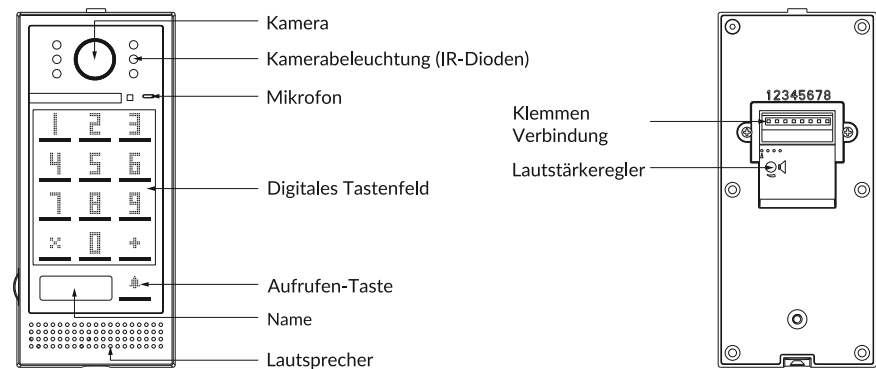 Kamera
Kamerabeleuchtung (IR-Dioden)
Mikrofon
1 2 3
4 5 6
Digitales Tastenfeld
7 8 9
× 0 +
Aufrufen-Taste
Name
Lautsprecher
12345678
Klemmen
Verbindung
Lautstärkeregler